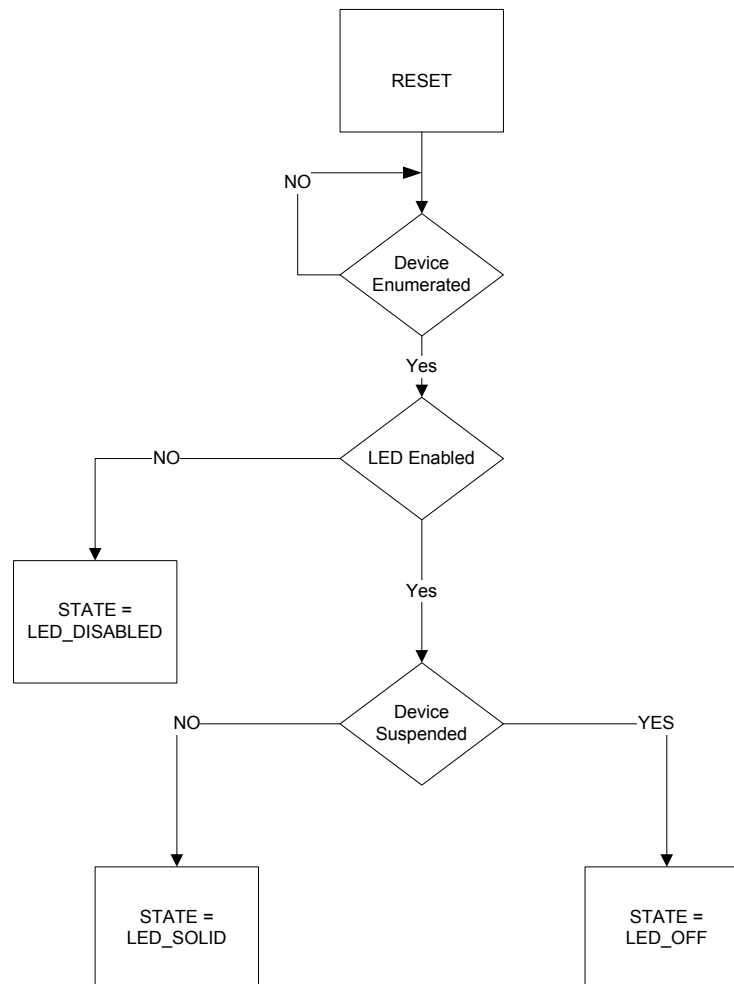 RESET
NO
Device
Enumerated
Yes
LED Enabled
NO
STATE =
LED_DISABLED
Yes
Device
Suspended
NO
YES
STATE =
LED_SOLID
STATE =
LED_OFF